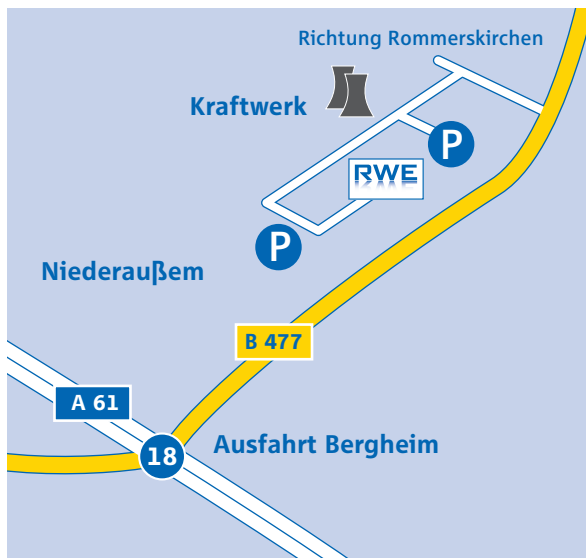 Richtung Rommerskirchen
Kraftwerk
P
RWE
P
Niederaußem
B 477
A 61
18
Ausfahrt Bergheim